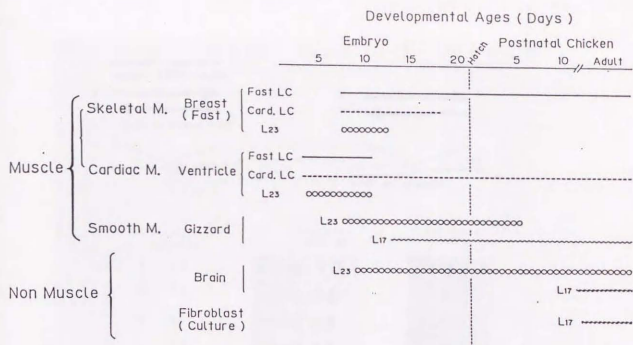 Developmental Ages ( Days )
Embryo Postnatal Chicken
5 10 15 20 Hatch 5 10 Adult
Fast LC
Skeletal M. Breast Card. LC
( Fast )
L23
Fast LC
Muscle Cardiac M. Ventricle Card. LC
L23
Smooth M. Gizzard L23
L17
Brain L23
Non Muscle L17
Fibroblast L17
( Culture )